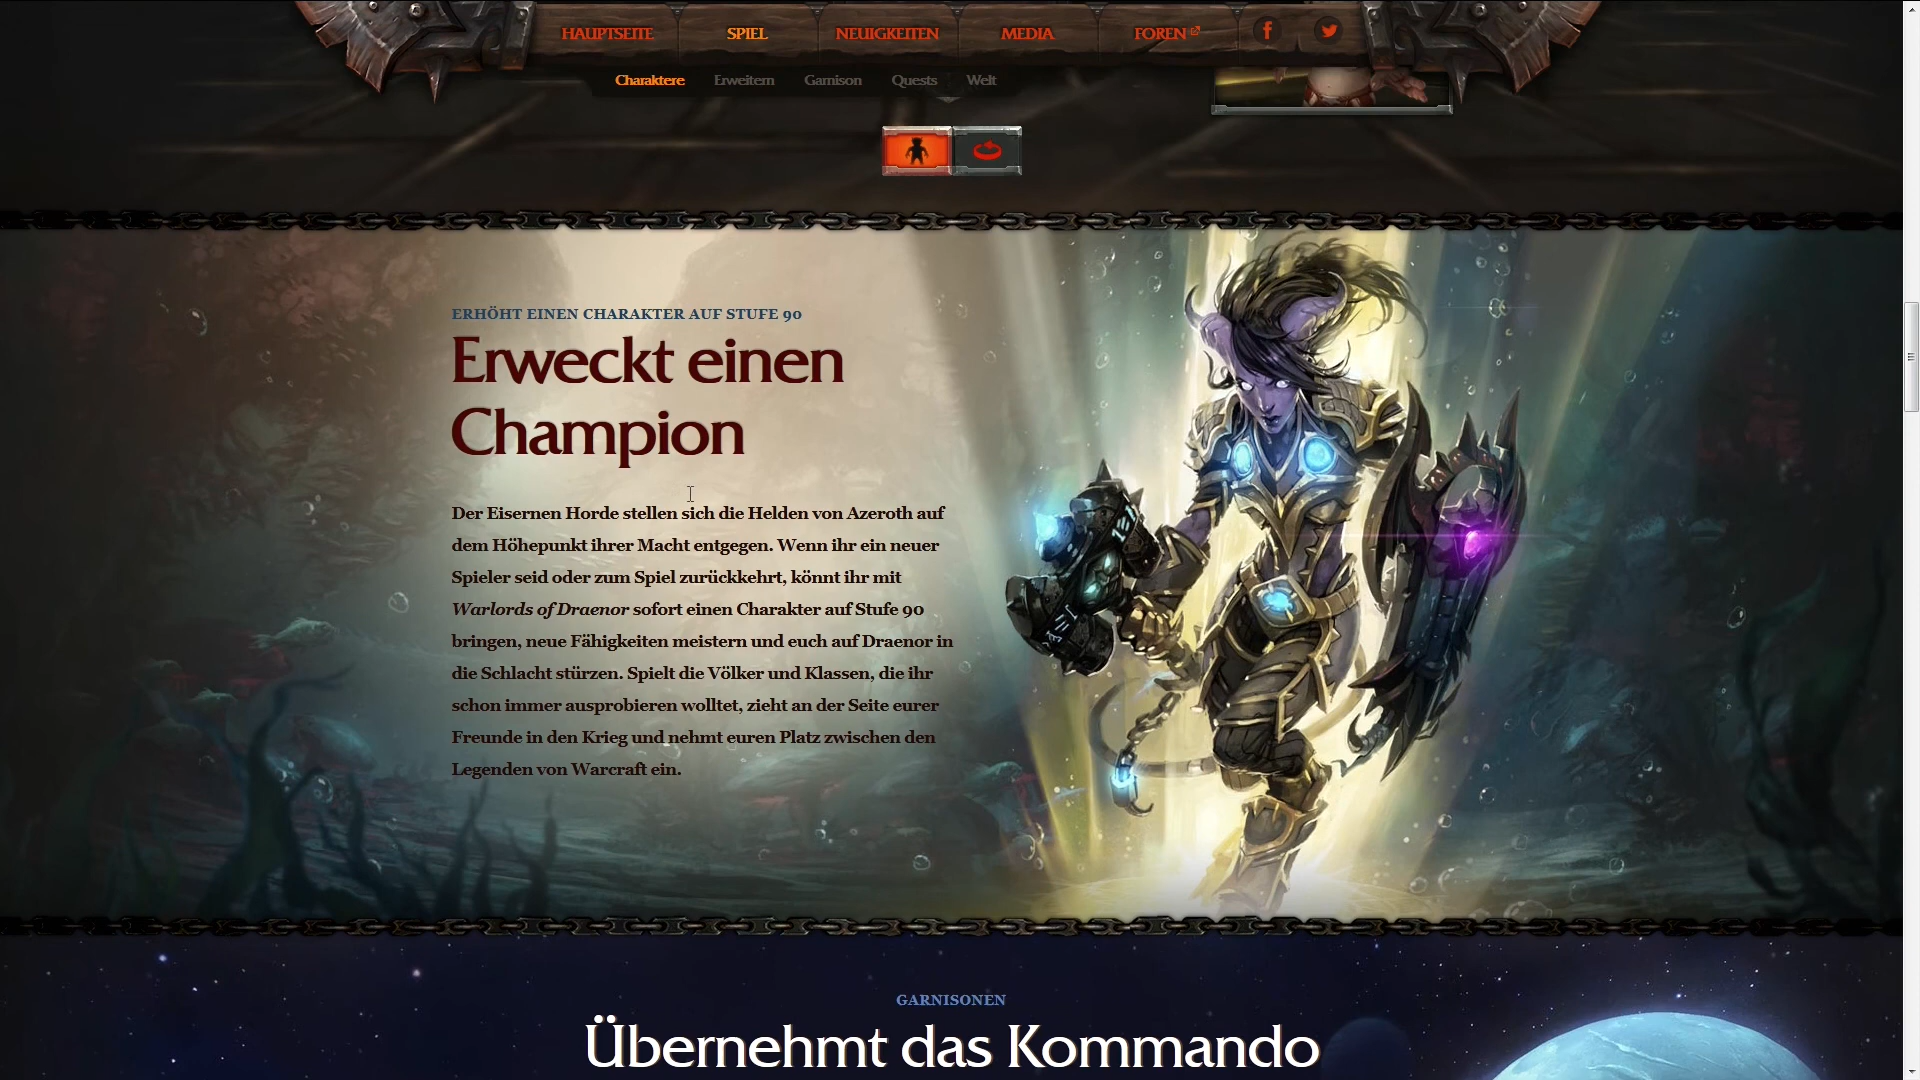 HAUPTSEITE SPIEL NEUIGKEITEN MEDIA FOREN
Charaktere Erweitern Garnison Quests Welt
ERHÖHT EINEN CHARAKTER AUF STUFE 90
Erweckt einen
Champion
Der Eisernen Horde stellen sich die Helden von Azeroth auf
dem Höhepunkt ihrer Macht entgegen. Wenn ihr ein neuer
Spieler seid oder zum Spiel zurückkehrt, könnt ihr mit
Warlords of Draenor sofort einen Charakter auf Stufe 90
bringen, neue Fähigkeiten meistern und euch auf Draenor in
die Schlacht stürzen. Spielt die Völker und Klassen, die ihr
schon immer ausprobieren wolltet, zieht an der Seite eurer
Freunde in den Krieg und nehmt euren Platz zwischen den
Legenden von Warcraft ein.
GARNISONEN
Übernehmt das Kommando